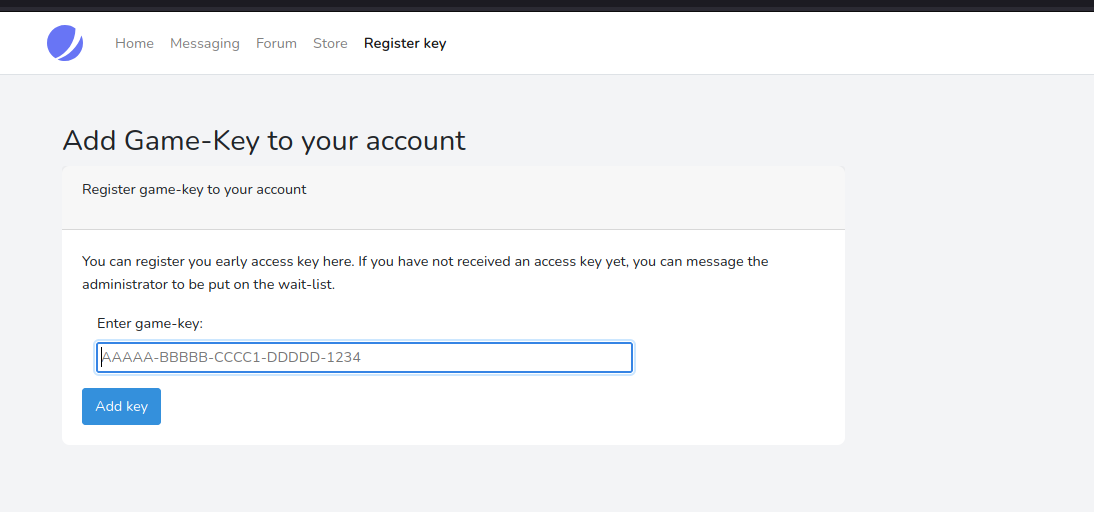 Home Messaging Forum Store Register key
Add Game-Key to your account
Register game-key to your account
You can register you early access key here. If you have not received an access key yet, you can message the
administrator to be put on the wait-list.
Enter game-key:
AAAAA-BBBBB-CCCC1-DDDDD-1234
Add key